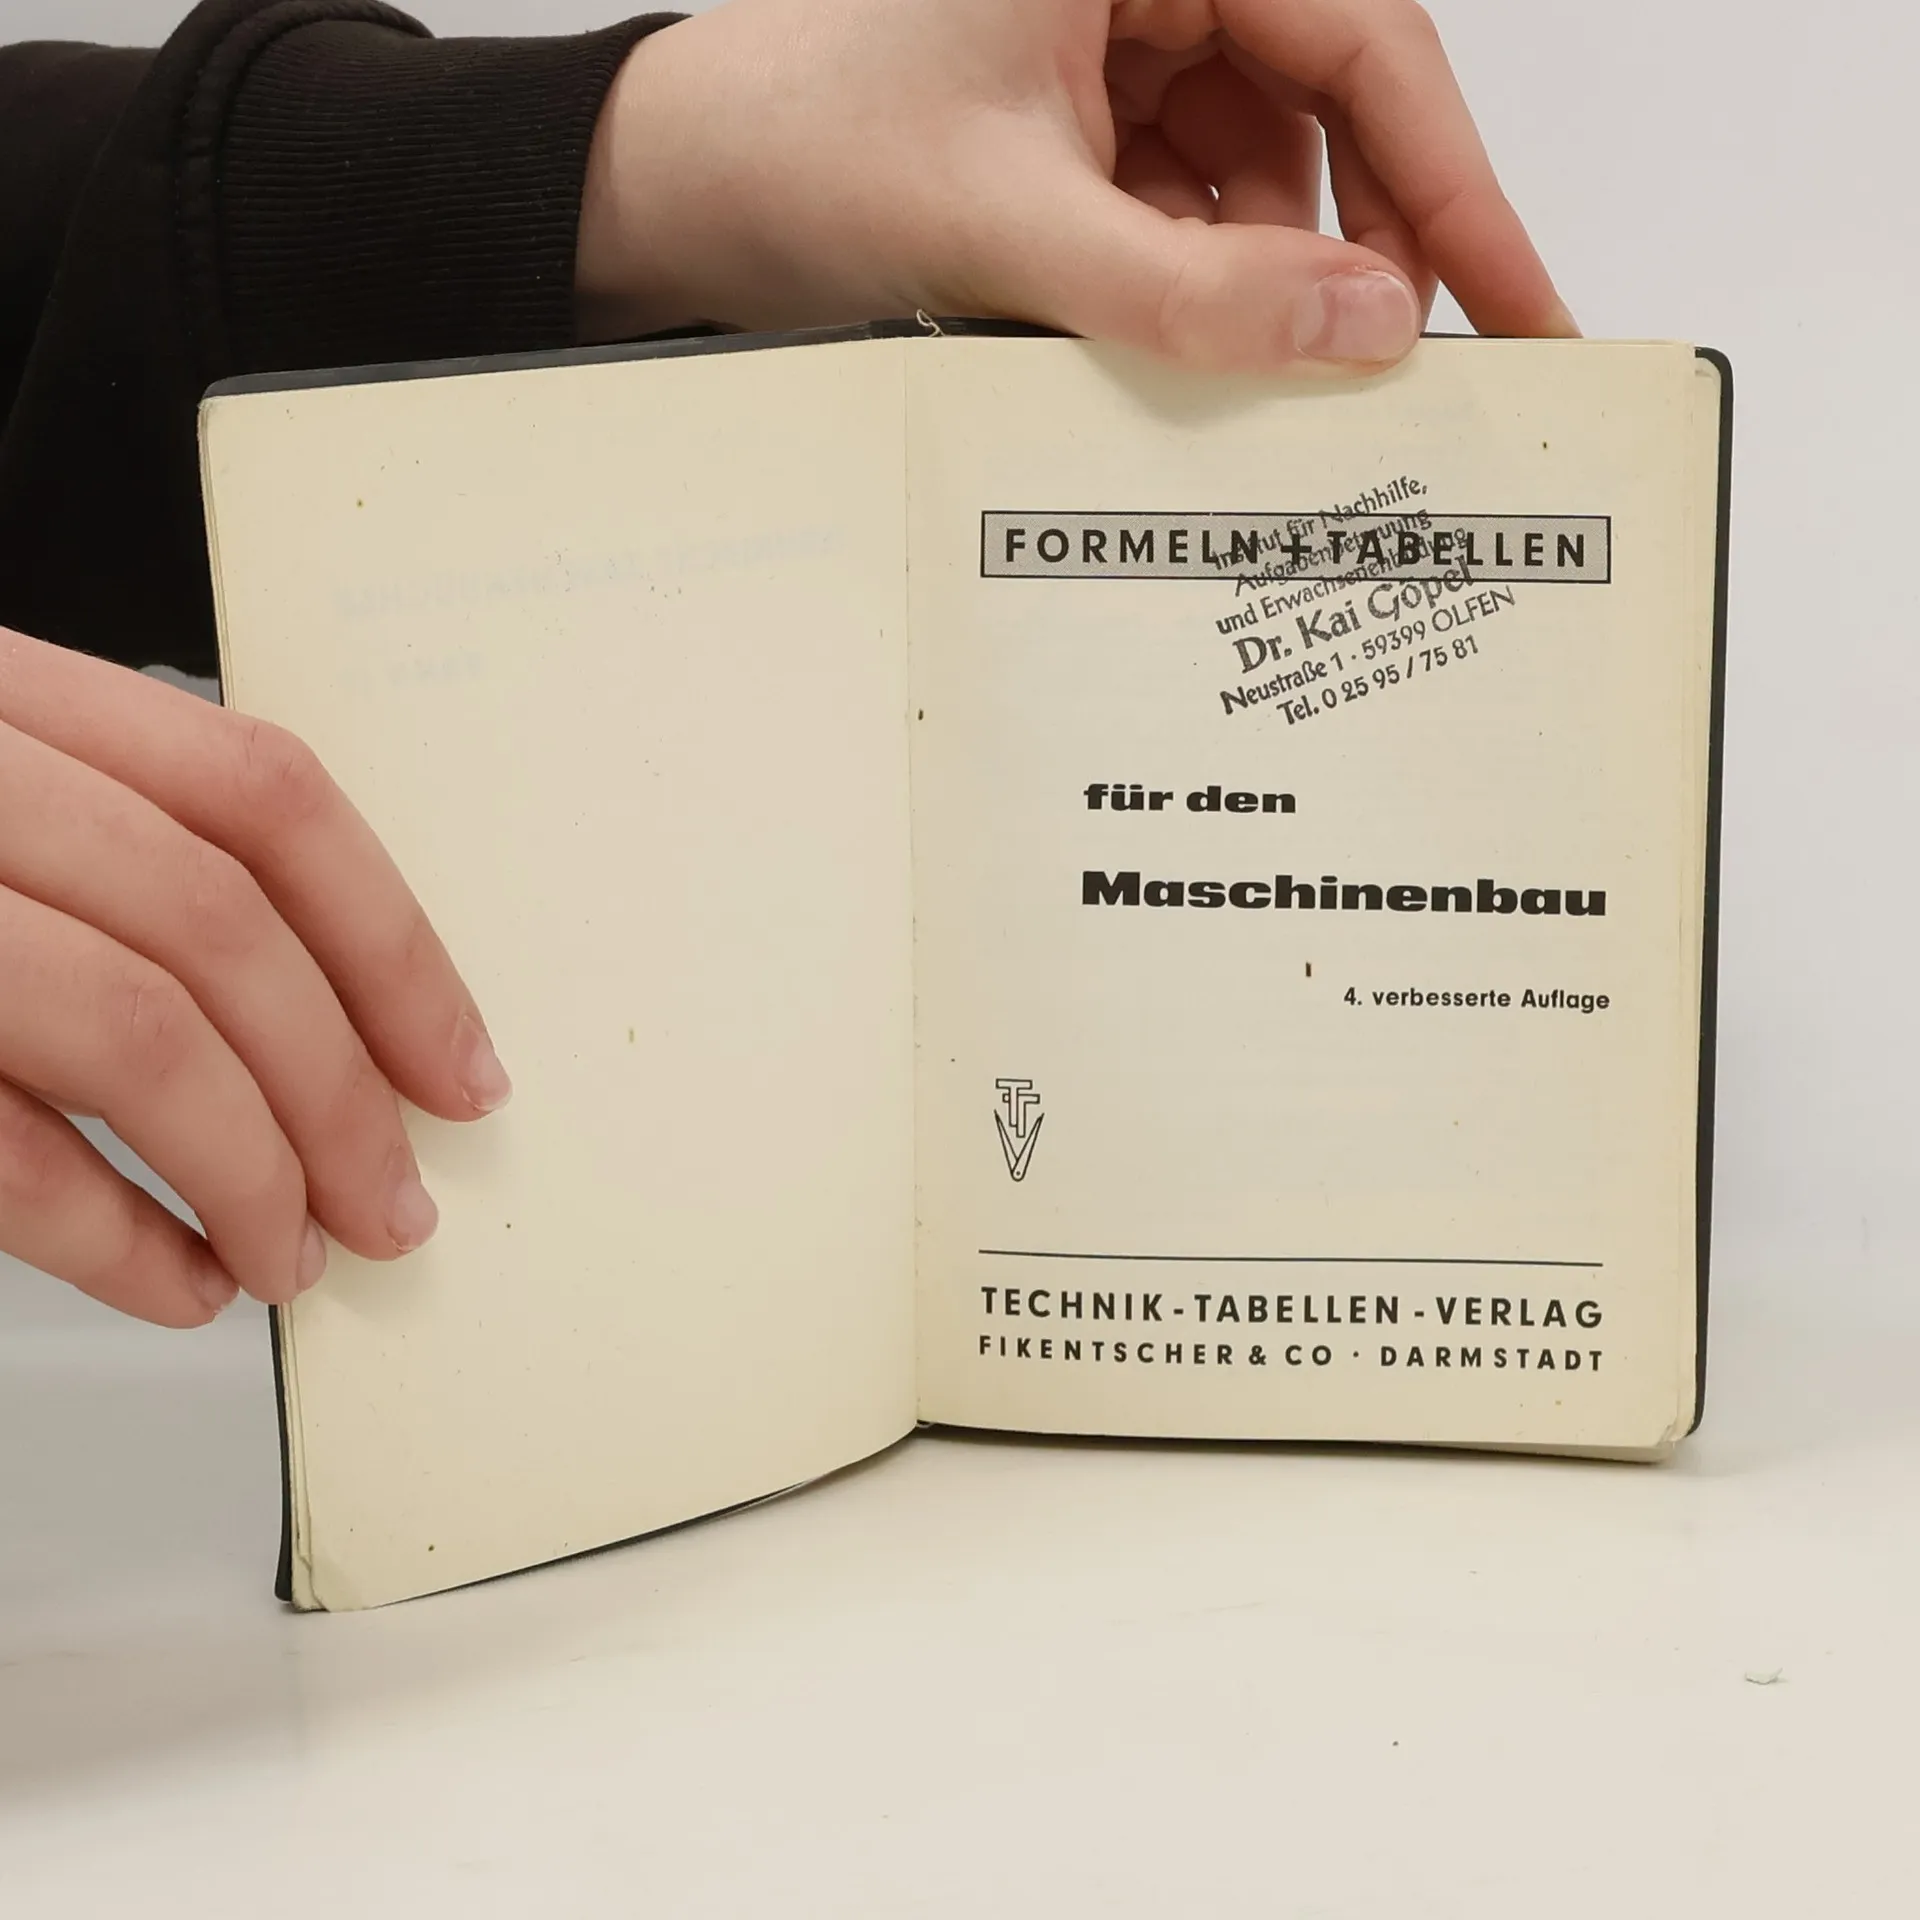 FORMELN + TABELLEN
Institut für Nachhilfe,
Aufgabenbetreuung
und Erwachsenenbildung
Dr. Kai Göpel
Neustraße 1 · 59399 OLFEN
Tel. 0 25 95 / 75 81
für den
Maschinenbau
4. verbesserte Auflage
TTV
TECHNIK-TABELLEN-VERLAG
FIKENTSCHER & CO · DARMSTADT